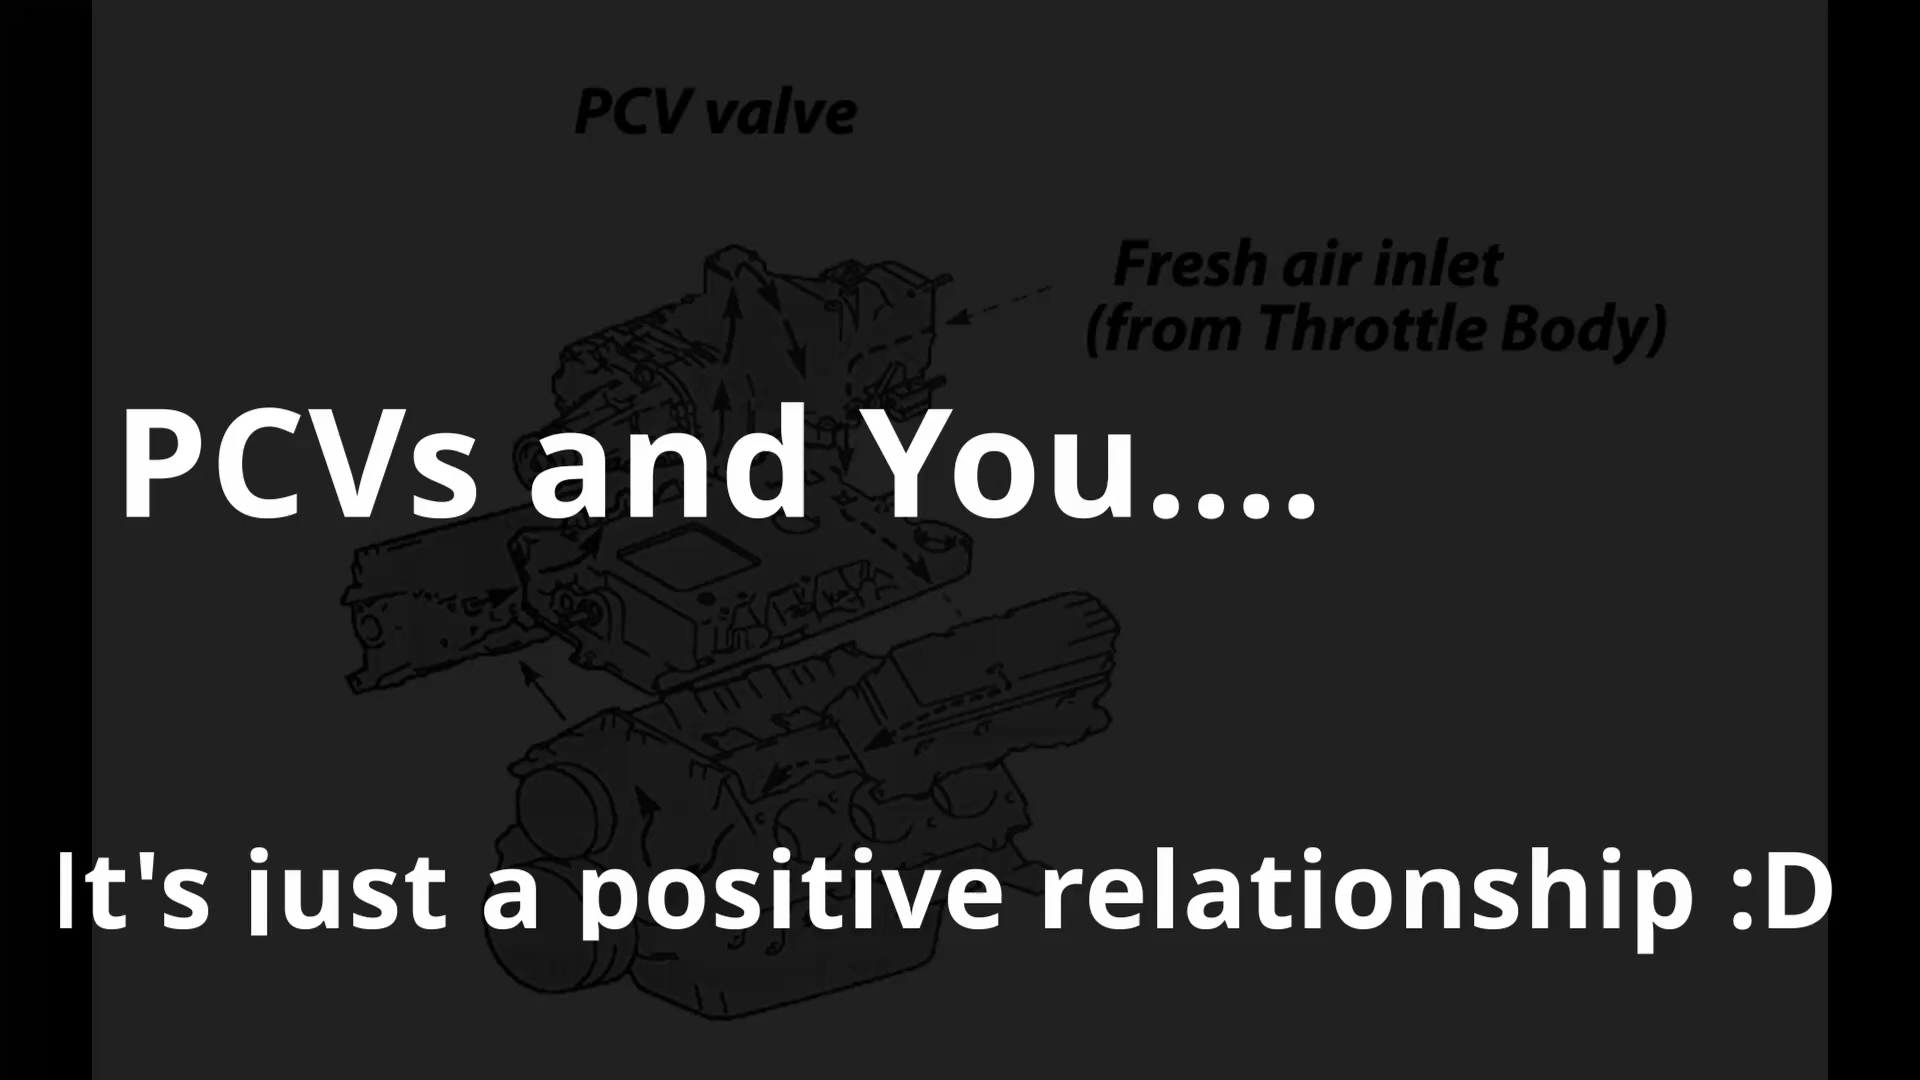 PCV valve
Fresh air inlet
(from Throttle Body)
PCVs and You....
It's just a positive relationship :D